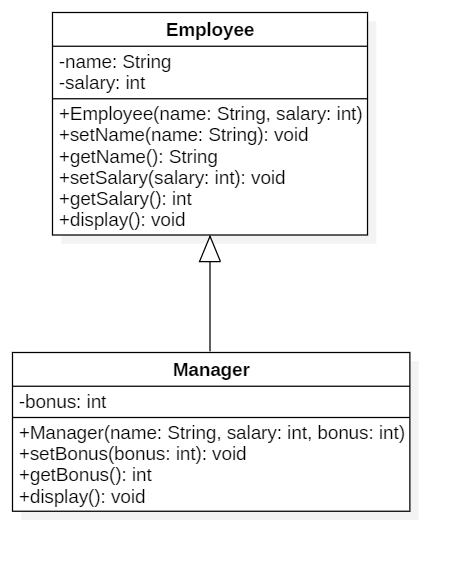 Employee
-name: String
-salary: int
+Employee(name: String, salary: int)
+setName(name: String): void
+getName(): String
+setSalary(salary: int): void
+getSalary(): int
+display(): void
Manager
-bonus: int
+Manager(name: String, salary: int, bonus: int)
+setBonus(bonus: int): void
+getBonus(): int
+display(): void